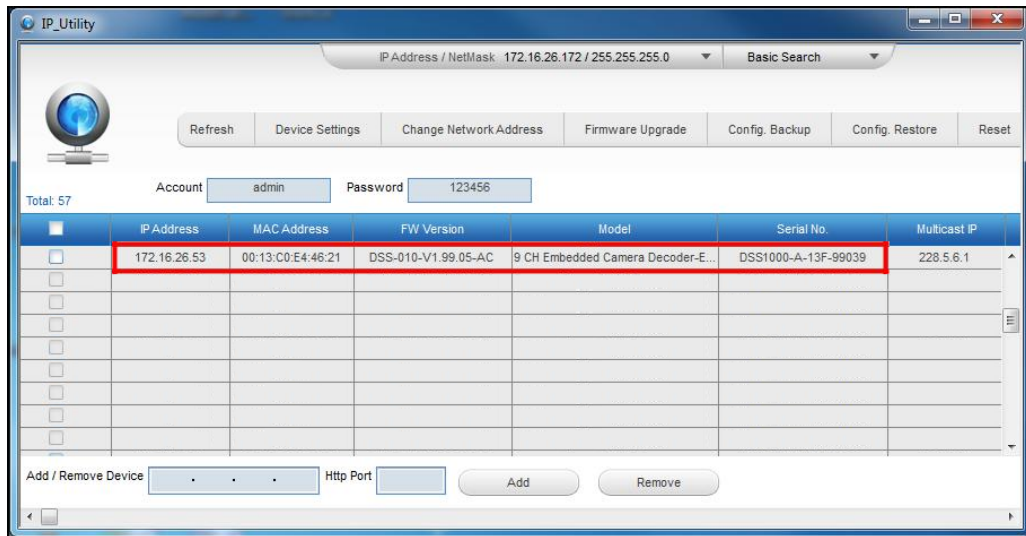 IP_Utility
IP Address / NetMask 172.16.26.172 / 255.255.255.0 Basic Search
Refresh Device Settings Change Network Address Firmware Upgrade Config. Backup Config. Restore Reset
Account admin Password 123456
Total: 57
IP Address MAC Address FW Version Model Serial No. Multicast IP
172.16.26.53 00:13:C0:E4:46:21 DSS-010-V1.99.05-AC 9 CH Embedded Camera Decoder-E... DSS1000-A-13F-99039 228.5.6.1
Add / Remove Device . . . Http Port Add Remove